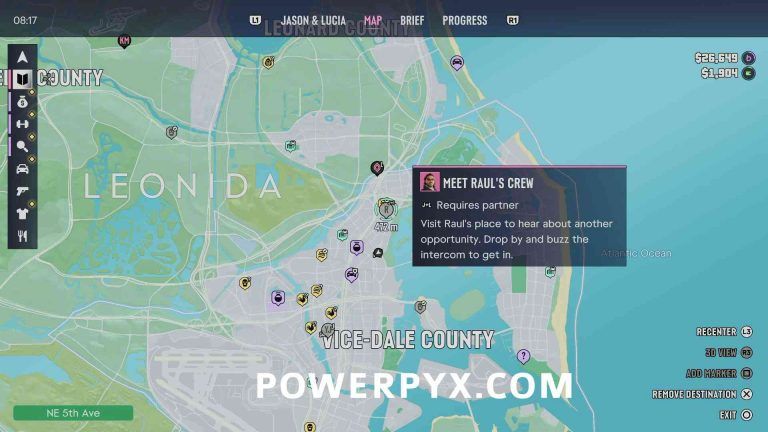 08:17
L1
JASON & LUCIA
MAP
BRIEF
PROGRESS
R1
LEONARD COUNTY
KM
COUNTY
$26,649
$1,904
LEONIDA
MEET RAUL'S CREW
Requires partner
Visit Raul's place to hear about another
opportunity. Drop by and buzz the
intercom to get in.
R
472 m
Atlantic Ocean
VICE-DALE COUNTY
?
RECENTER L3
3D VIEW R3
ADD MARKER
REMOVE DESTINATION
EXIT
POWERPYX.COM
NE 5th Ave